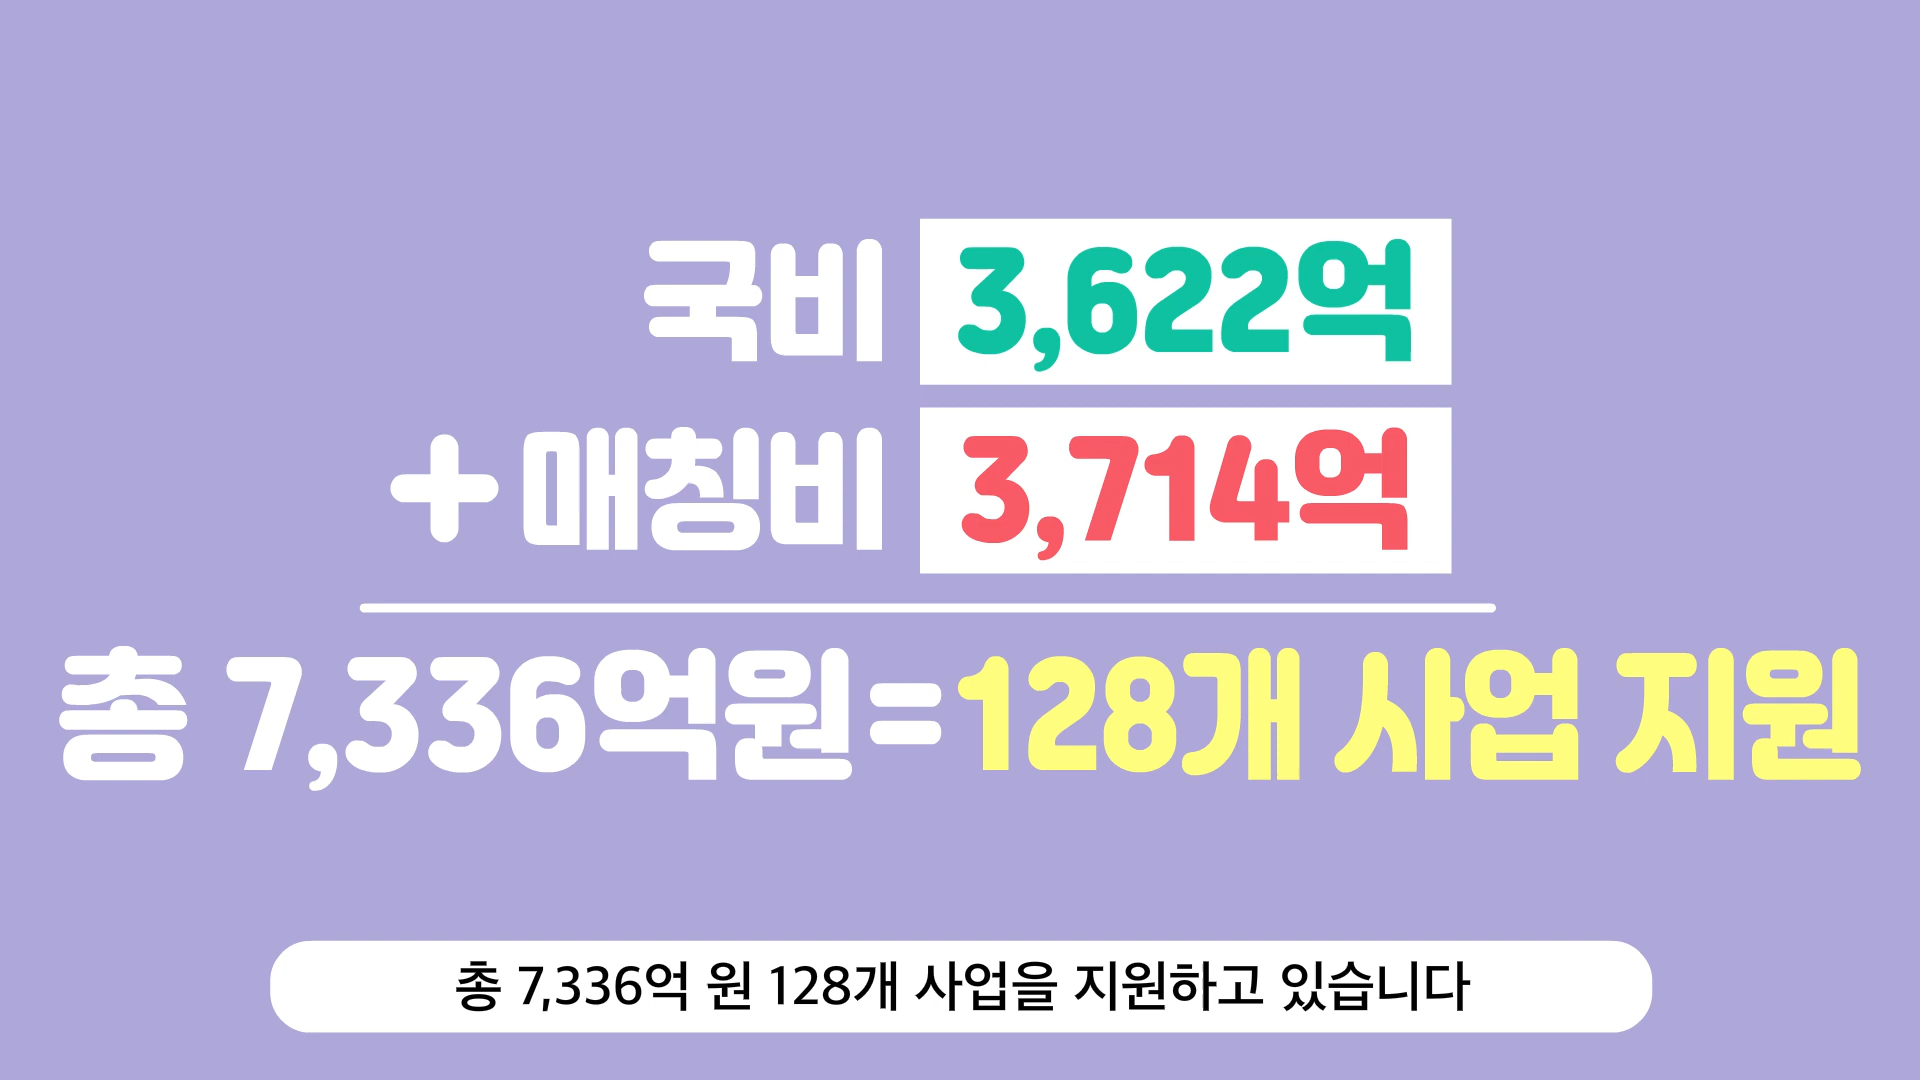 국비 3,622억
+ 매칭비 3,714억
총 7,336억원=128개 사업 지원
총 7,336억 원 128개 사업을 지원하고 있습니다